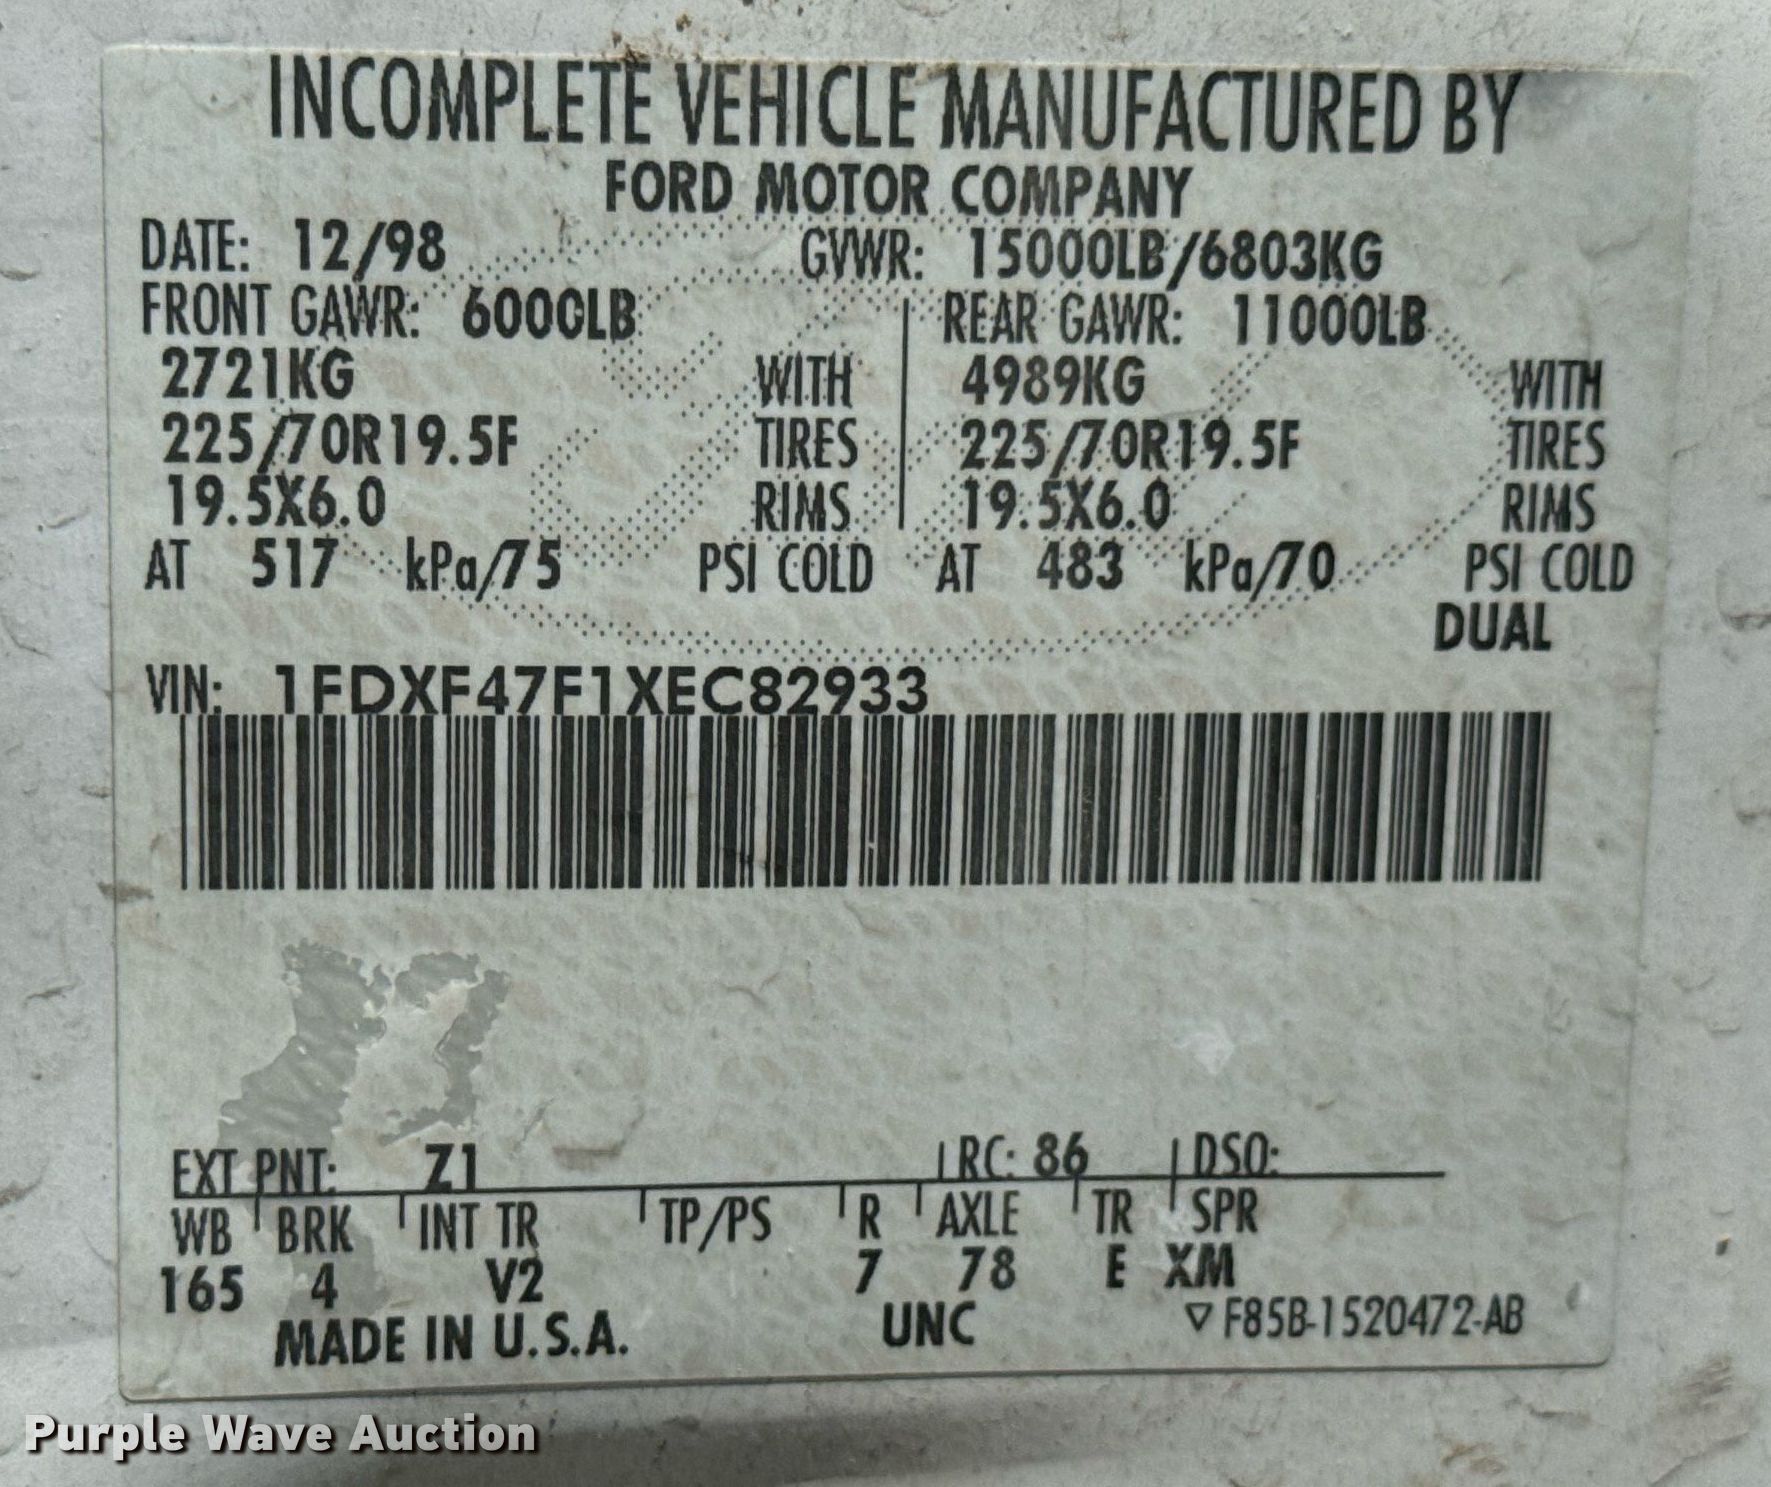 INCOMPLETE VEHICLE MANUFACTURED BY
FORD MOTOR COMPANY
DATE: 12/98 GVWR: 15000LB/6803KG
FRONT GAWR: 6000LB REAR GAWR: 11000LB
2721KG WITH 4989KG WITH
225/70R19.5F TIRES 225/70R19.5F TIRES
19.5X6.0 RIMS 19.5X6.0 RIMS
AT 517 kPa/75 PSI COLD AT 483 kPa/70 PSI COLD
DUAL
VIN: 1FDXF47F1XEC82933
EXT PNT: Z1 RC: 86 DSO:
WB BRK INT TR TP/PS R AXLE TR SPR
165 4 V2 7 78 E XM
MADE IN U.S.A. UNC ▽F85B-1520472-AB
Purple Wave Auction